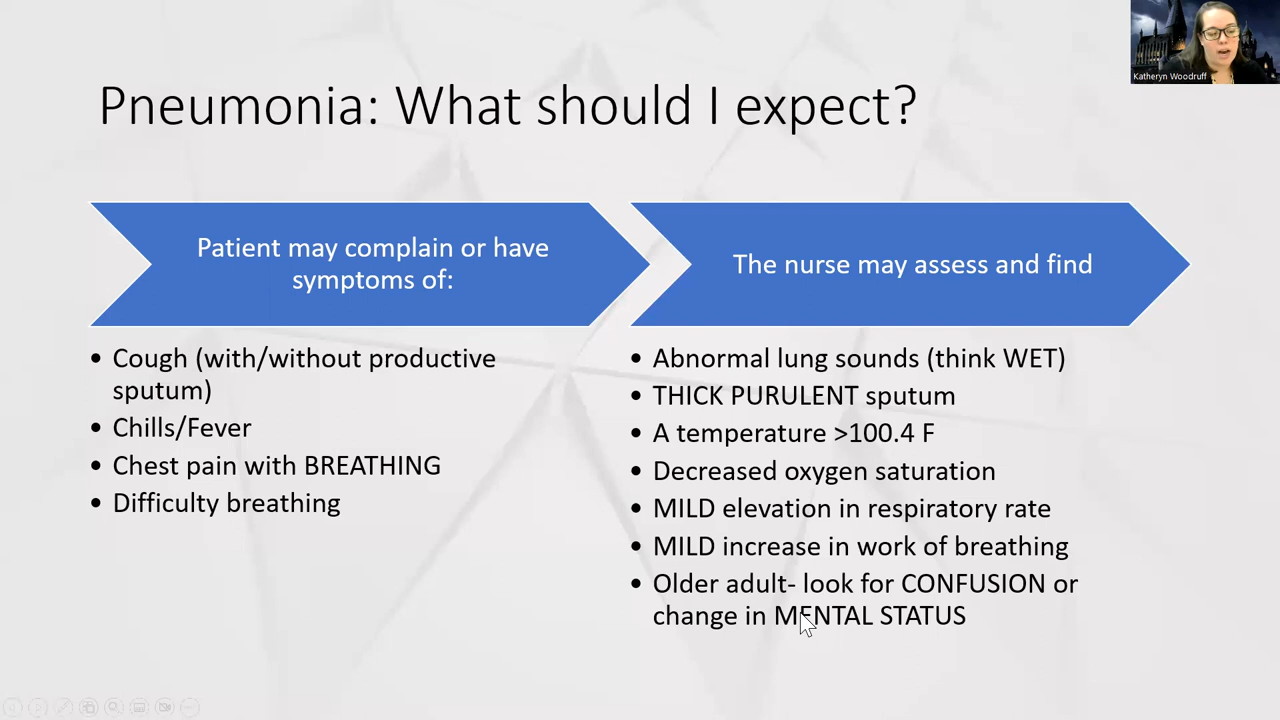 Katheryn Woodruff
Pneumonia: What should I expect?
Patient may complain or have
symptoms of:
• Cough (with/without productive
sputum)
• Chills/Fever
• Chest pain with BREATHING
• Difficulty breathing
The nurse may assess and find
• Abnormal lung sounds (think WET)
• THICK PURULENT sputum
• A temperature >100.4 F
• Decreased oxygen saturation
• MILD elevation in respiratory rate
• MILD increase in work of breathing
• Older adult- look for CONFUSION or
change in MENTAL STATUS